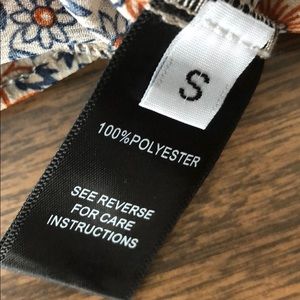 S
100%POLYESTER
SEE REVERSE
FOR CARE
INSTRUCTIONS